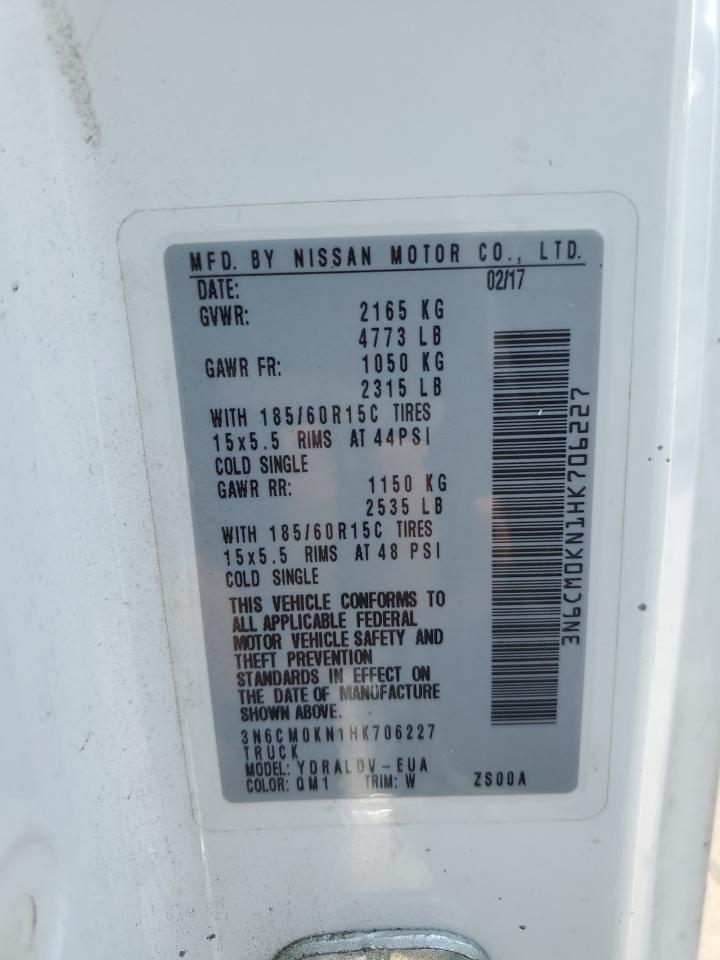 MFD. BY NISSAN MOTOR CO., LTD.
DATE: 02/17
GVWR: 2165 KG
4773 LB
GAWR FR: 1050 KG
2315 LB
WITH 185/60R15C TIRES
15x5.5 RIMS AT 44PSI
COLD SINGLE
GAWR RR: 1150 KG
2535 LB
WITH 185/60R15C TIRES
15x5.5 RIMS AT 48 PSI
COLD SINGLE
THIS VEHICLE CONFORMS TO
ALL APPLICABLE FEDERAL
MOTOR VEHICLE SAFETY AND
THEFT PREVENTION
STANDARDS IN EFFECT ON
THE DATE OF MANUFACTURE
SHOWN ABOVE.
3N6CM0KN1HK706227
TRUCK
MODEL: YDRALDV-EUA
COLOR: QM1 TRIM: W ZS00A
3N6CM0KN1HK706227